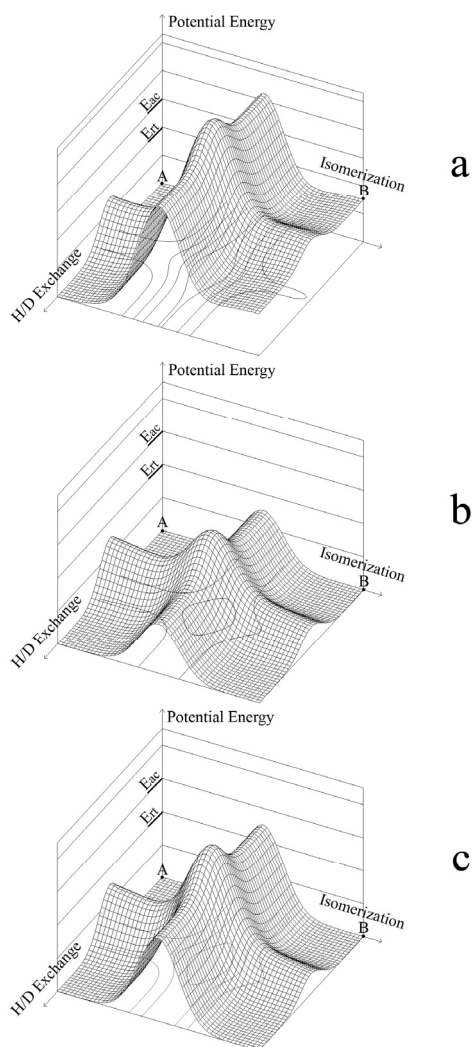 Potential Energy
Eac
Ert
A
Isomerization
B
H/D Exchange
a
Potential Energy
Eac
Ert
A
Isomerization
B
H/D Exchange
b
Potential Energy
Eac
Ert
A
Isomerization
B
H/D Exchange
c